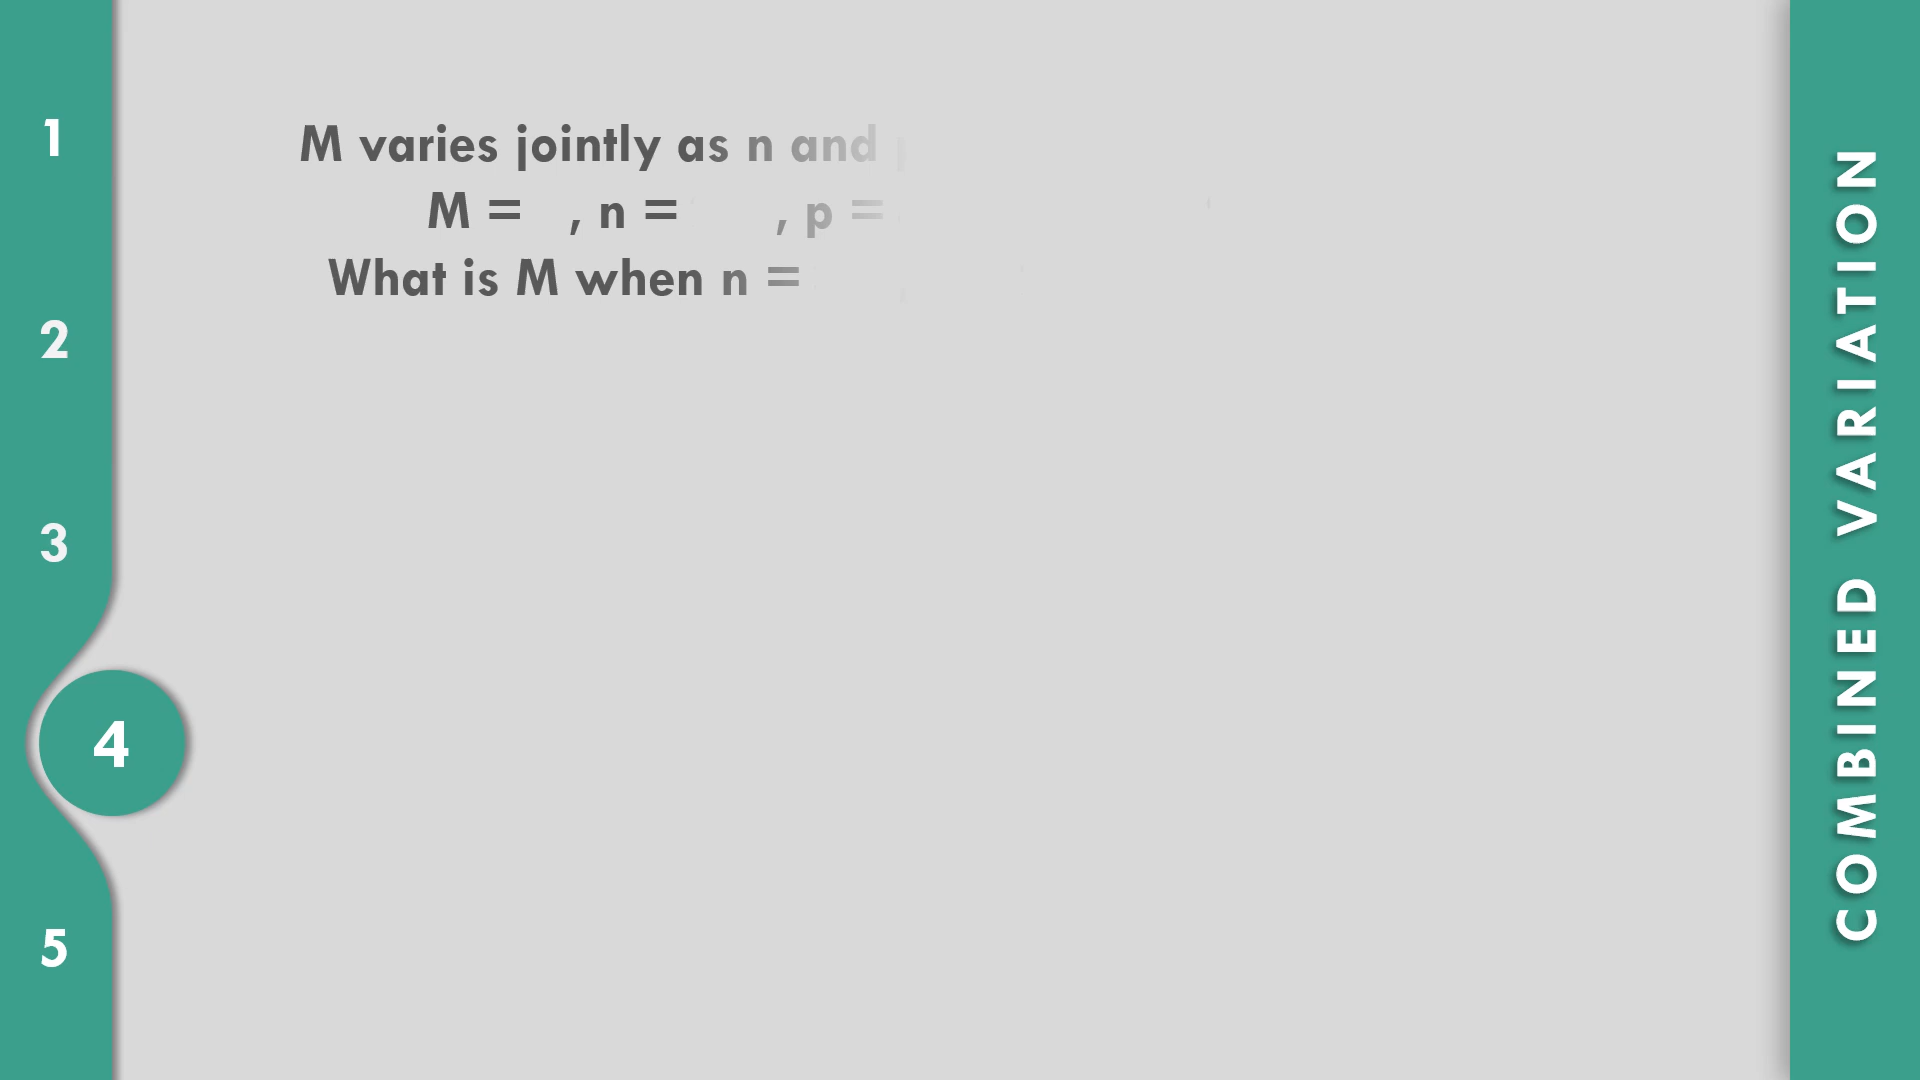 1
2
3
4
5
M varies jointly as n and p
M = , n = , p =
What is M when n =
COMBINED VARIATION